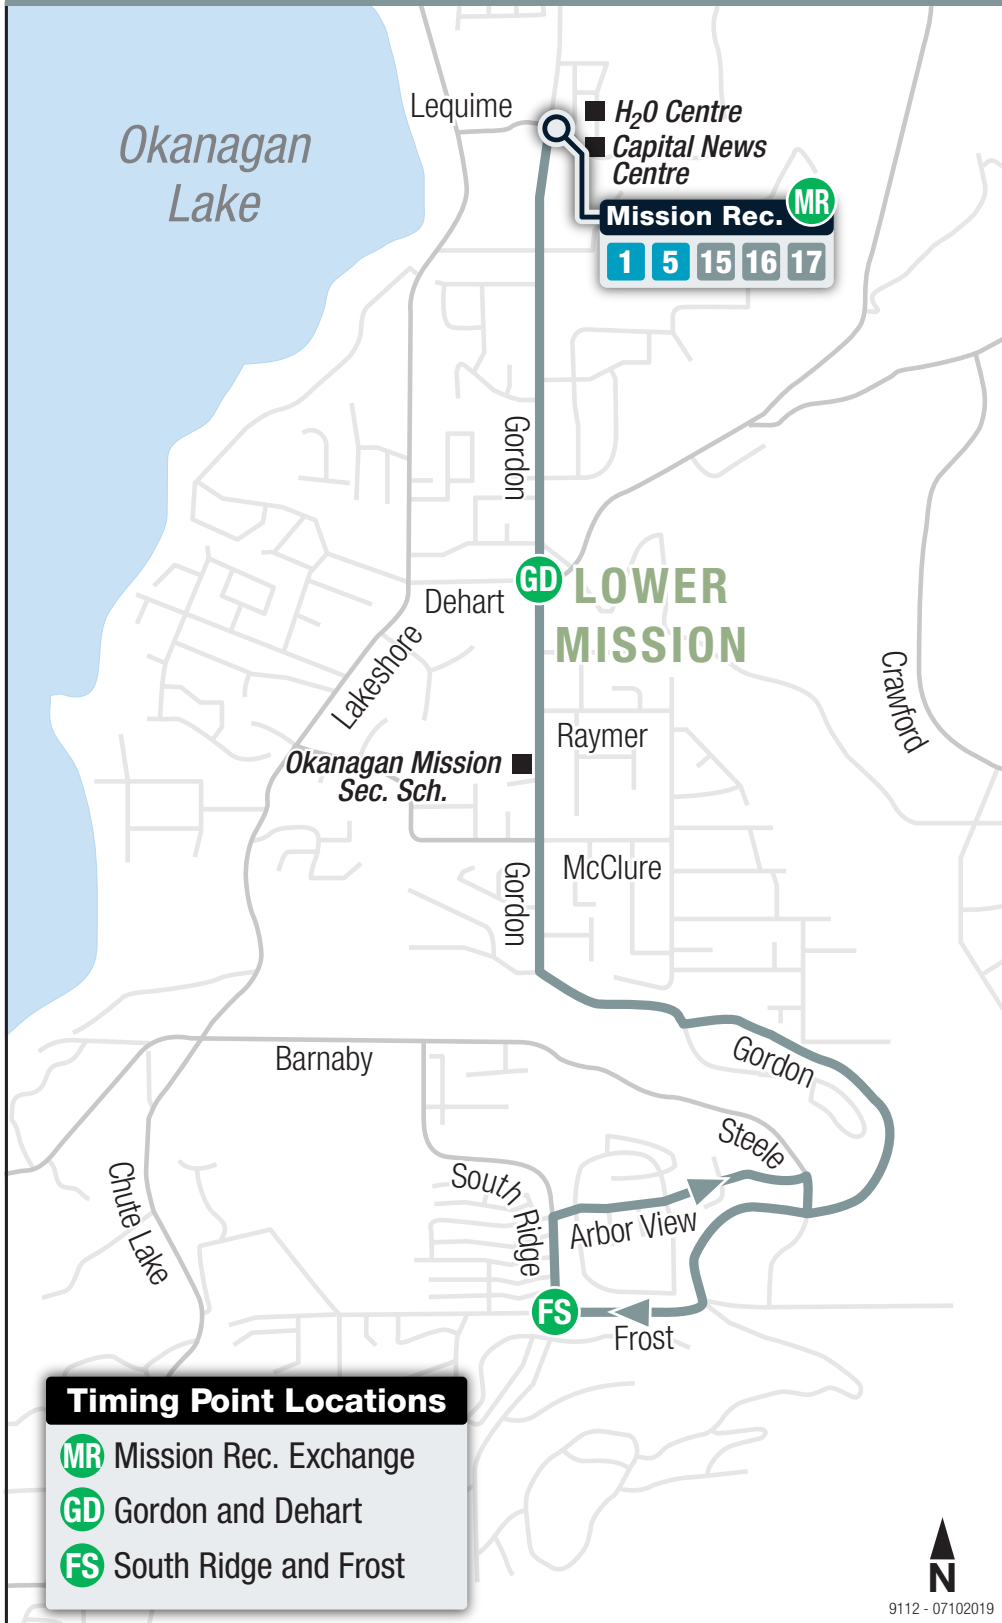 Lequime
H2O Centre
Capital News
Centre
Okanagan
Lake
MR
Mission Rec.
1 5 15 16 17
Gordon
GD
LOWER
MISSION
Dehart
Lakeshore
Crawford
Raymer
Okanagan Mission
Sec. Sch.
McClure
Gordon
Barnaby
Gordon
Steele
South Ridge
Arbor View
Chute Lake
FS
Frost
Timing Point Locations
MR Mission Rec. Exchange
GD Gordon and Dehart
FS South Ridge and Frost
N
9112 - 07102019